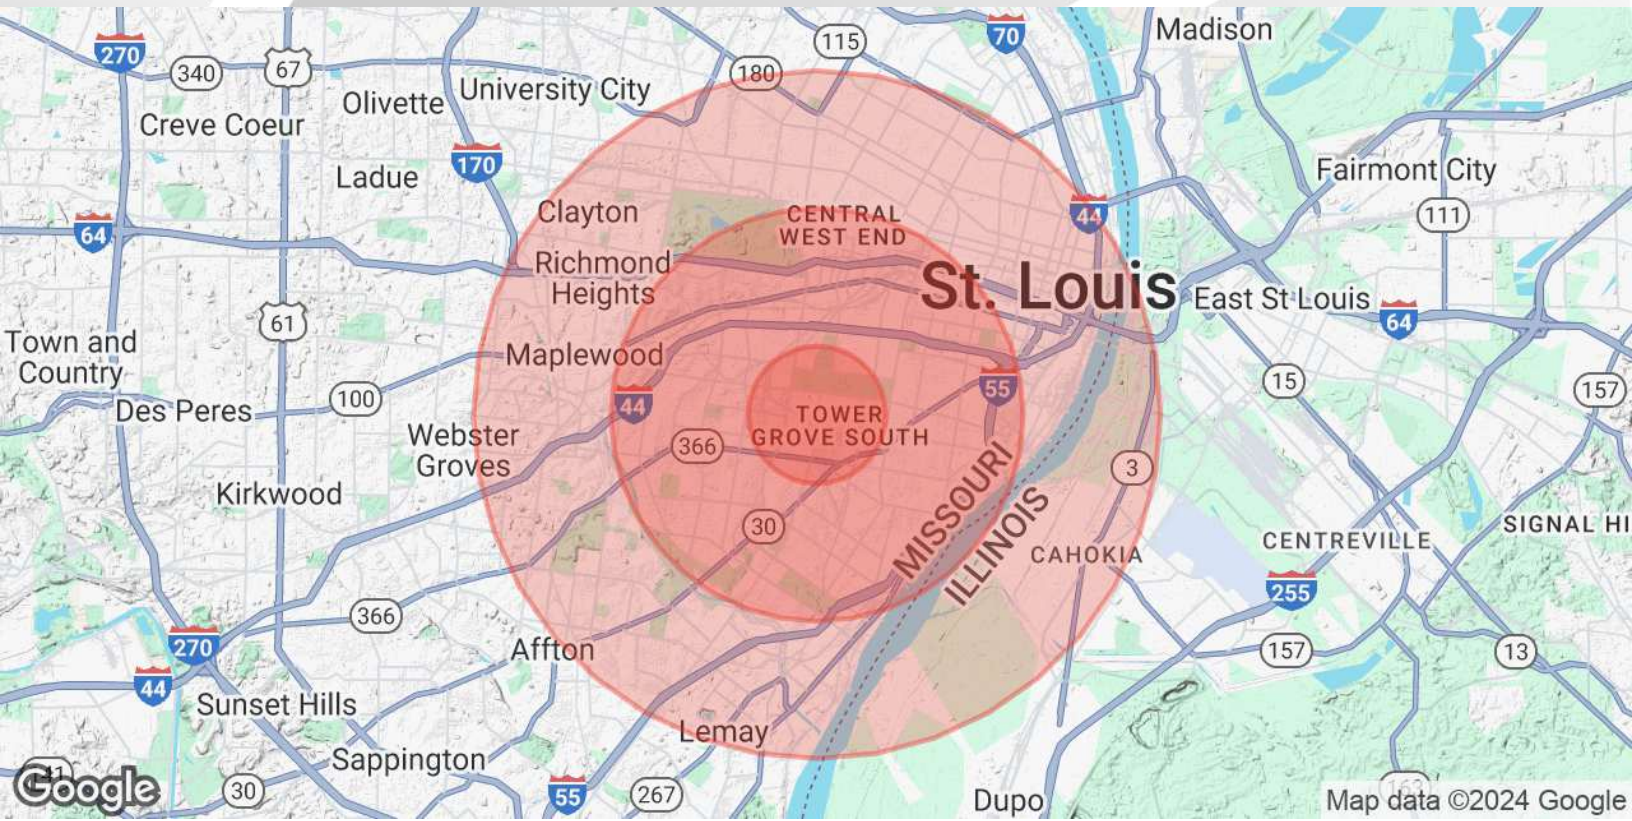 270
340
67
115
70
Madison
180
Olivette
University City
Creve Coeur
170
Ladue
Fairmont City
Clayton
CENTRAL
WEST END
44
111
64
Richmond
Heights
St. Louis
East St Louis
61
64
Town and
Country
Maplewood
55
15
157
100
44
Des Peres
TOWER
GROVE SOUTH
Webster
Groves
366
3
Kirkwood
MISSOURI
ILLINOIS
30
SIGNAL HI
CENTREVILLE
CAHOKIA
255
366
270
Affton
157
13
44
Sunset Hills
Lemay
Sappington
141
Google
30
55
267
Dupo
163
Map data ©2024 Google